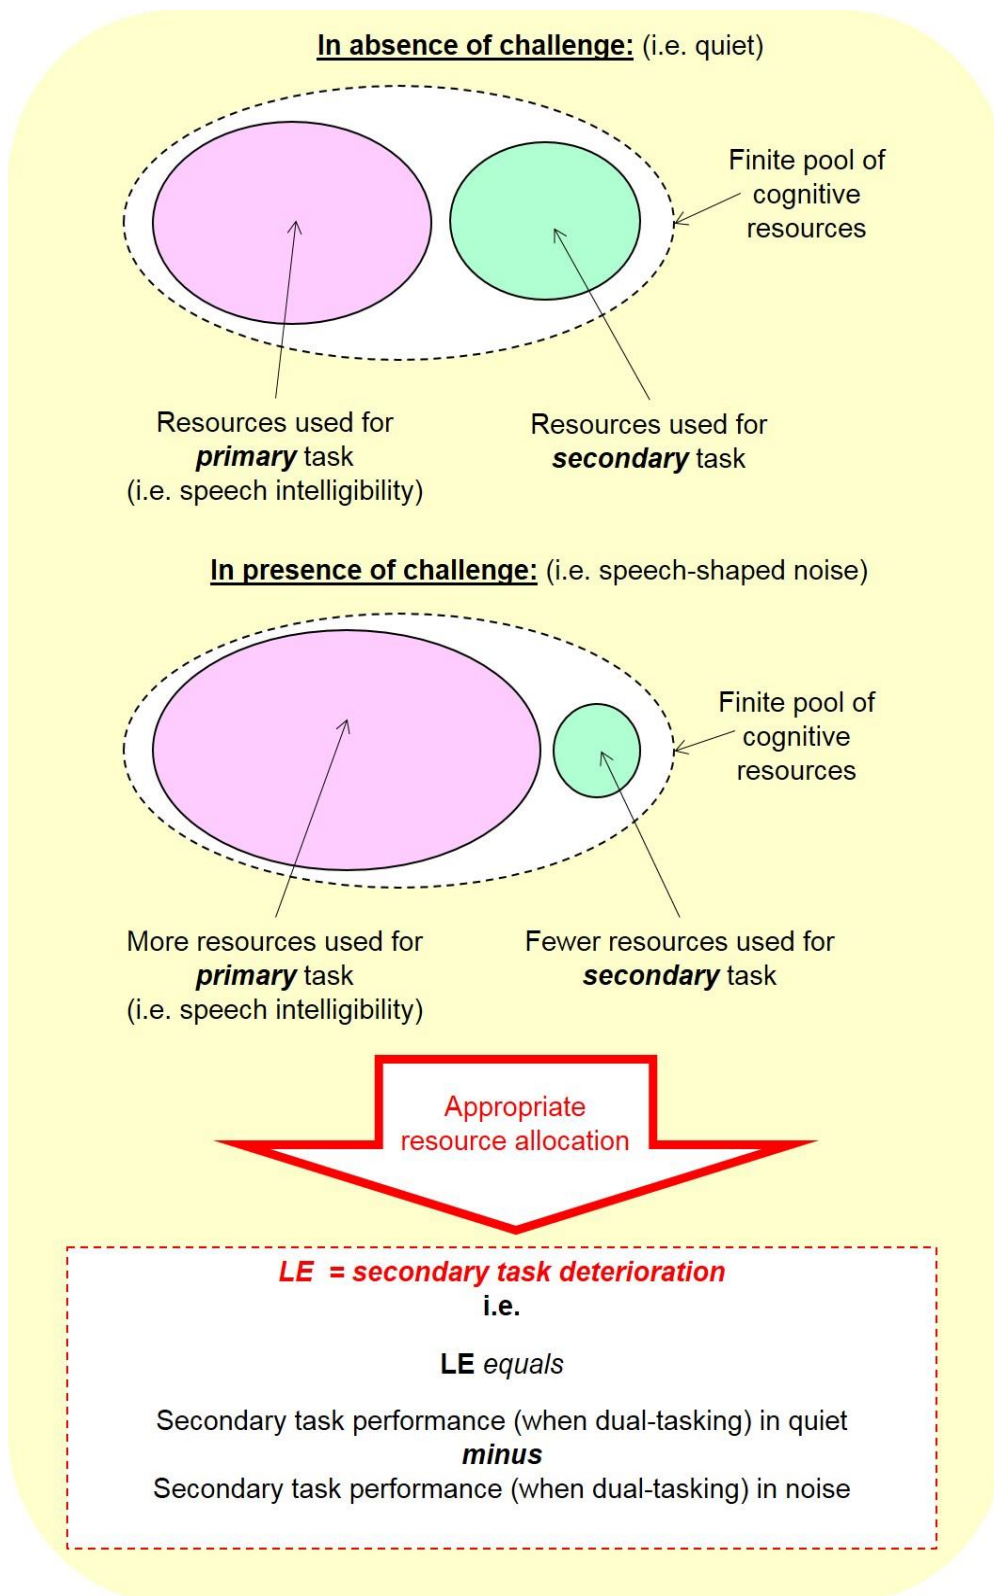 In absence of challenge: (i.e. quiet)
Finite pool of
cognitive
resources
Resources used for
primary task
(i.e. speech intelligibility)
Resources used for
secondary task
In presence of challenge: (i.e. speech-shaped noise)
Finite pool of
cognitive
resources
More resources used for
primary task
(i.e. speech intelligibility)
Fewer resources used for
secondary task
Appropriate
resource allocation
LE = secondary task deterioration
i.e.
LE equals
Secondary task performance (when dual-tasking) in quiet
minus
Secondary task performance (when dual-tasking) in noise